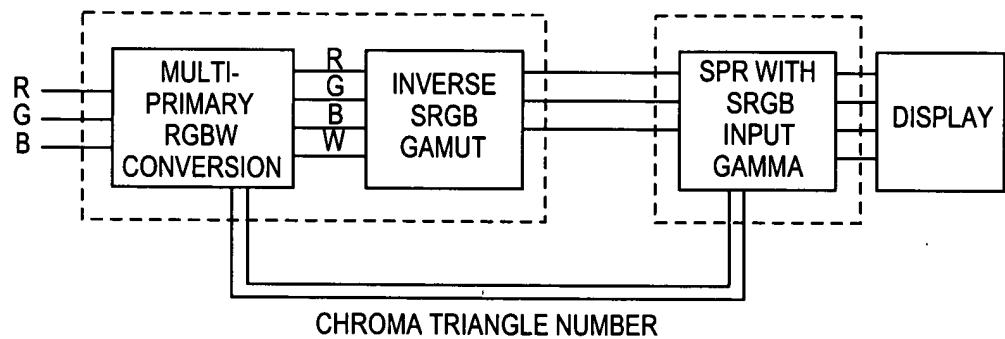 R
G
B
MULTI-
PRIMARY
RGBW
CONVERSION
R
G
B
W
INVERSE
SRGB
GAMUT
SPR WITH
SRGB
INPUT
GAMMA
DISPLAY
CHROMA TRIANGLE NUMBER